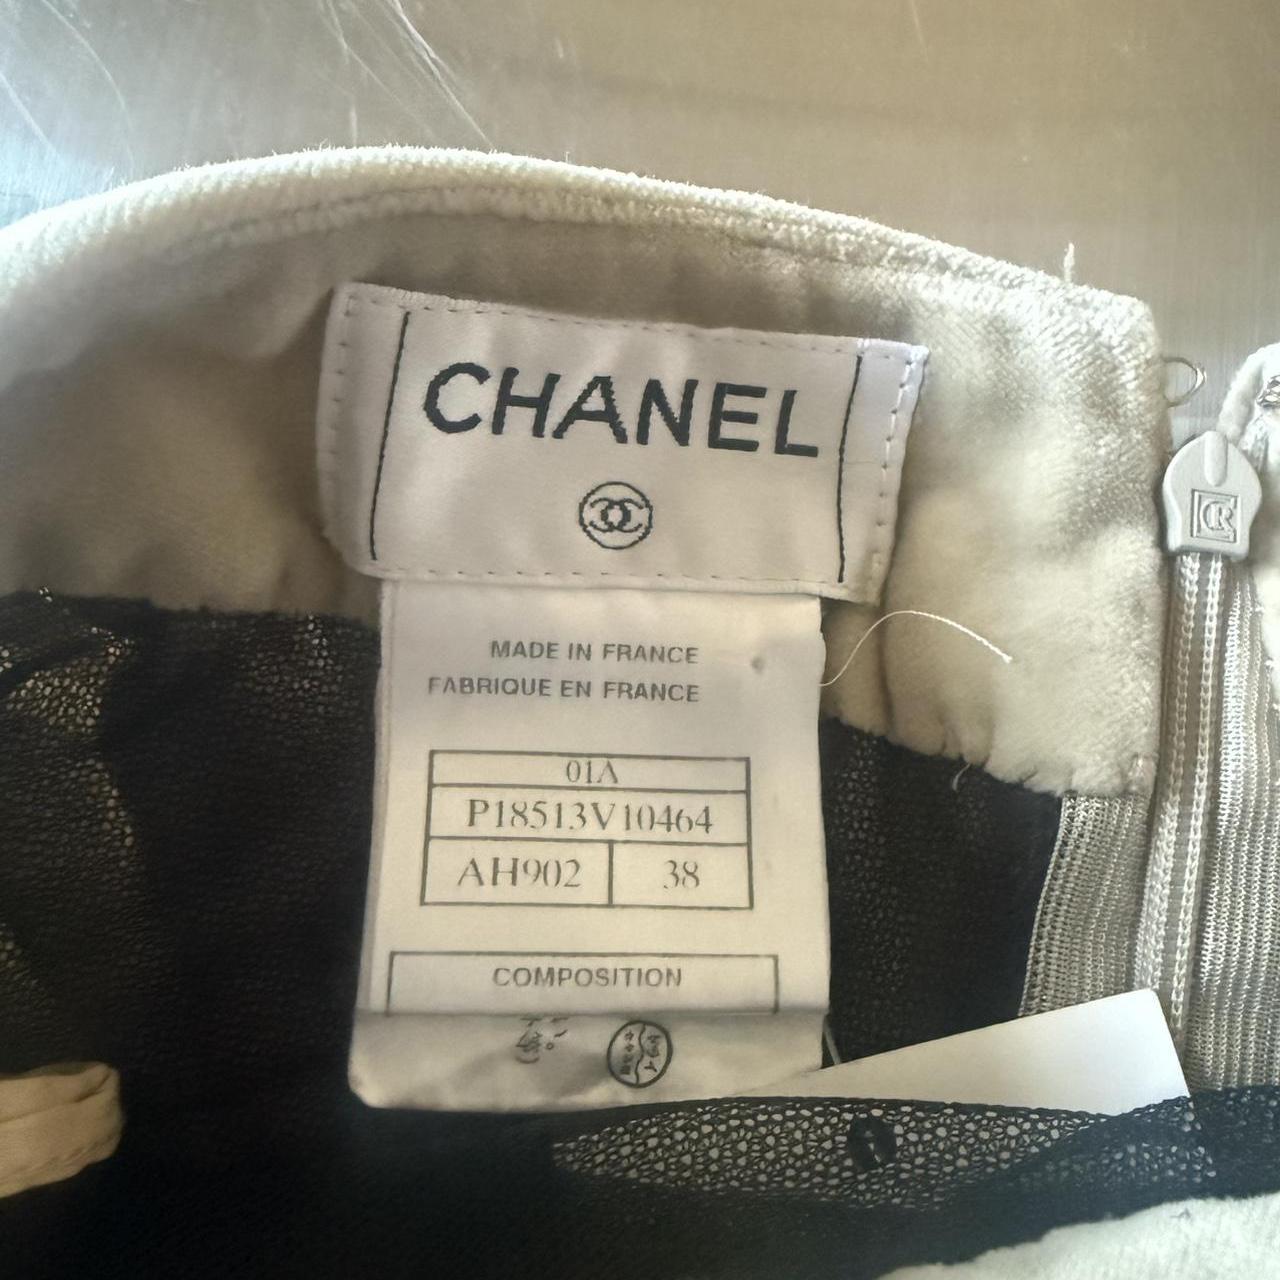 CHANEL
MADE IN FRANCE
FABRIQUE EN FRANCE
01A
P18513V10464
AH902 38
COMPOSITION